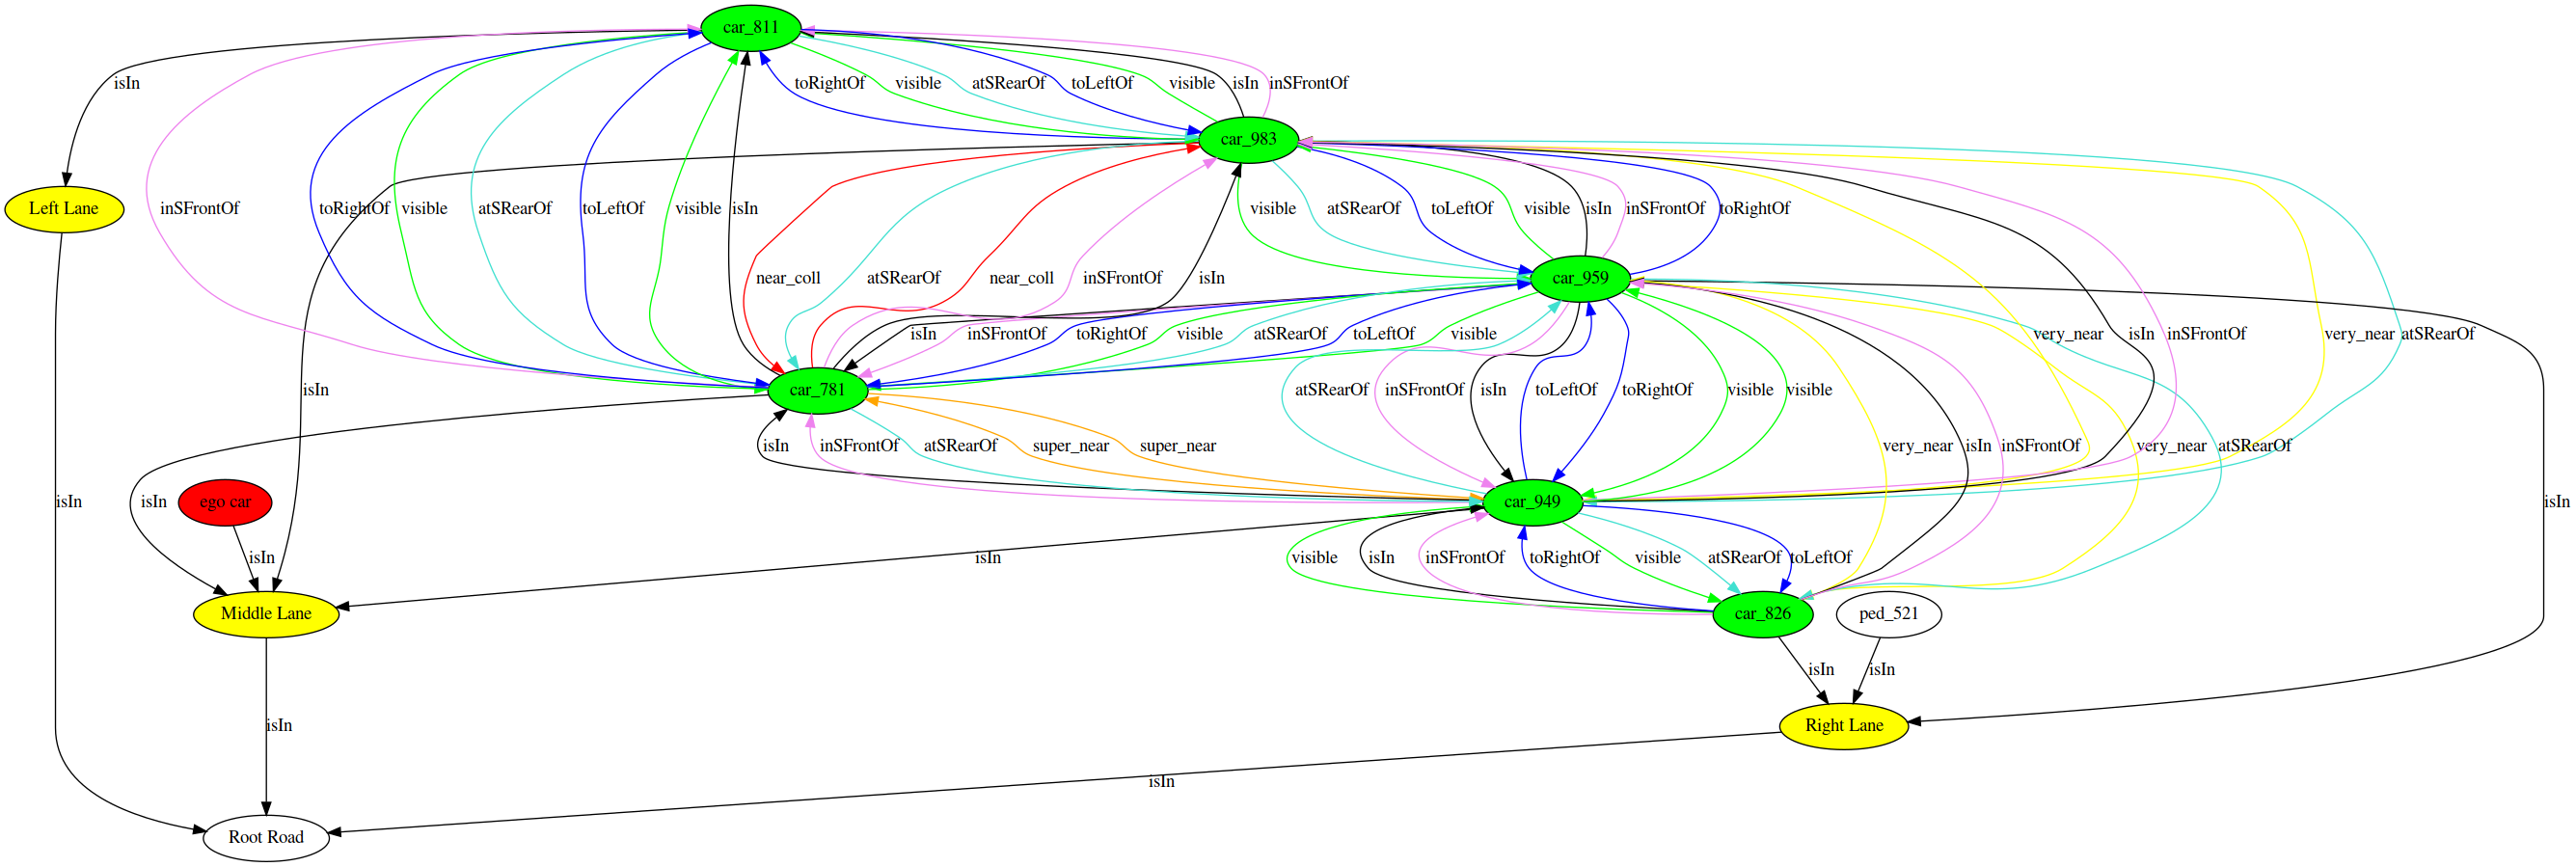 car_811
isIn
toRightOf
visible
atSRearOf
toLeftOf
visible
isIn
inSFrontOf
car_983
Left Lane
inSFrontOf
toRightOf
visible
atSRearOf
toLeftOf
visible
isIn
visible
atSRearOf
toLeftOf
visible
isIn
inSFrontOf
toRightOf
near_coll
atSRearOf
near_coll
inSFrontOf
isIn
car_959
isIn
inSFrontOf
toRightOf
visible
atSRearOf
toLeftOf
visible
very_near
isIn
inSFrontOf
very_near
atSRearOf
isIn
car_781
atSRearOf
inSFrontOf
isIn
toLeftOf
toRightOf
visible
visible
isIn
inSFrontOf
atSRearOf
super_near
super_near
very_near
isIn
inSFrontOf
very_near
atSRearOf
isIn
ego car
car_949
isIn
isIn
isIn
isIn
visible
isIn
inSFrontOf
toRightOf
visible
atSRearOf
toLeftOf
Middle Lane
car_826
ped_521
isIn
isIn
isIn
Right Lane
isIn
Root Road